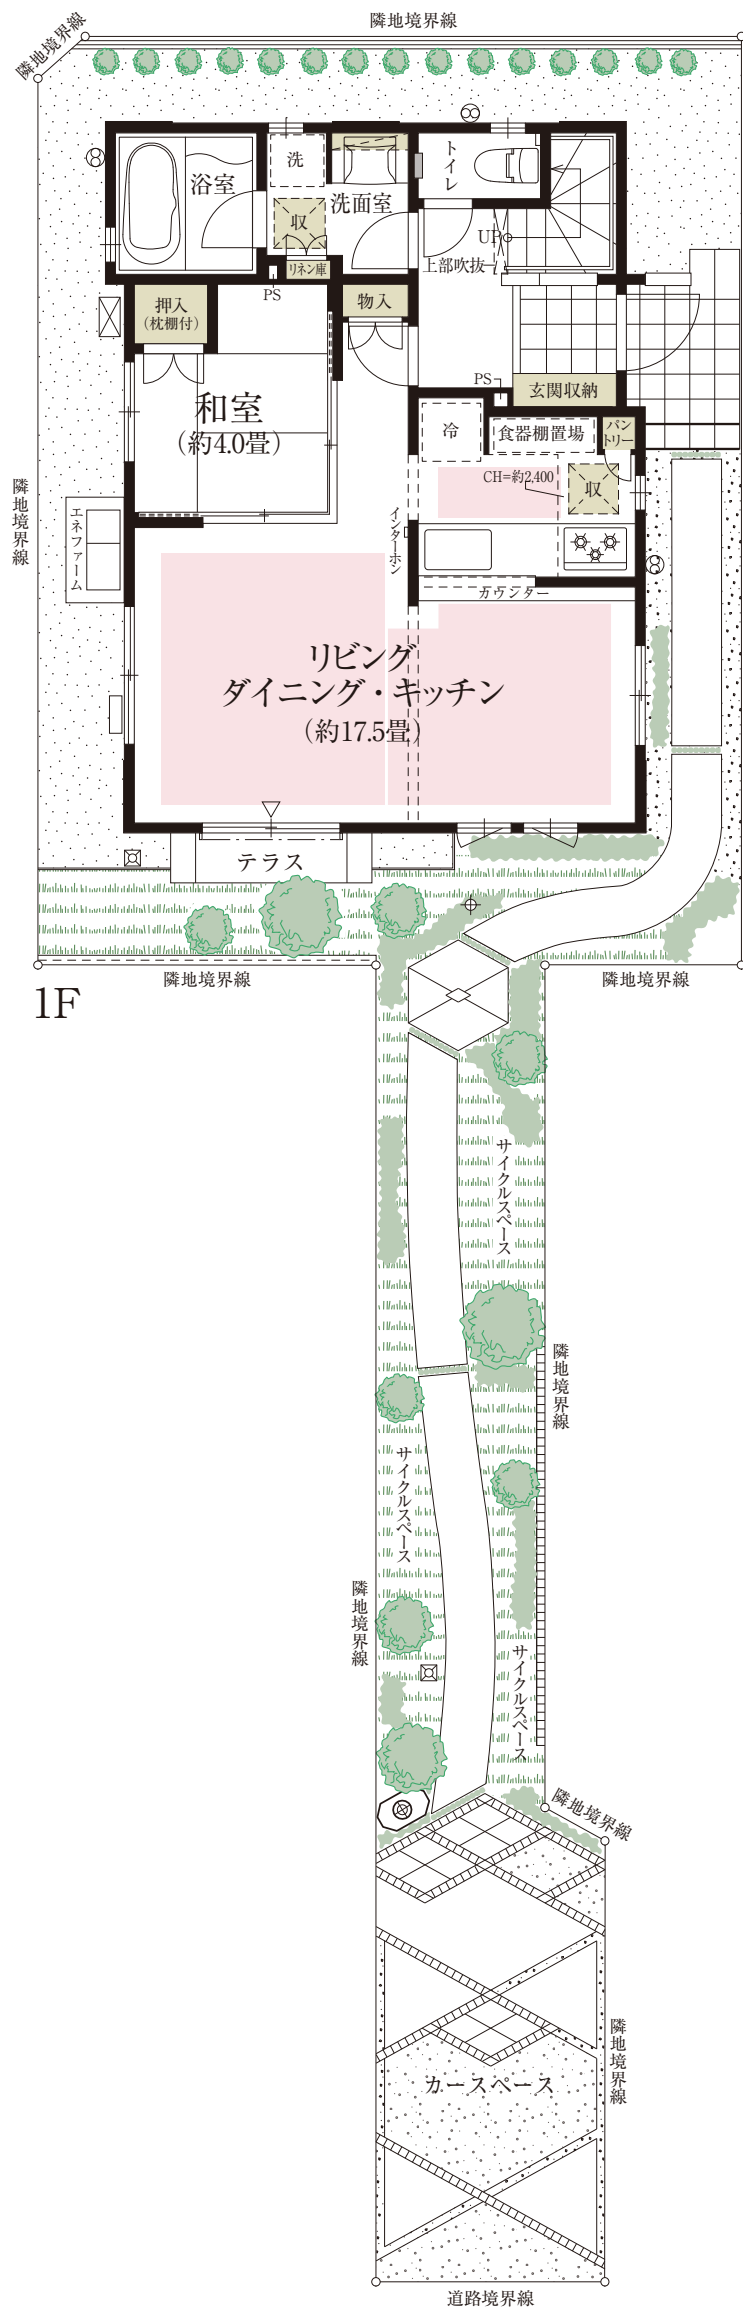 隣地境界線
隣地境界線
浴室
洗
洗面室
収
リネン庫
PS
トイレ
UP
上部吹抜
押入
(枕棚付)
物入
和室
(約4.0畳)
PS
玄関収納
冷
食器棚置場
パン
トリー
CH=約2,400
収
インターホン
カウンター
隣地境界線
エネファーム
リビング
ダイニング・キッチン
(約17.5畳)
テラス
隣地境界線
隣地境界線
1F
サイクルスペース
隣地境界線
サイクルスペース
隣地境界線
サイクルスペース
隣地境界線
隣地境界線
カースペース
道路境界線